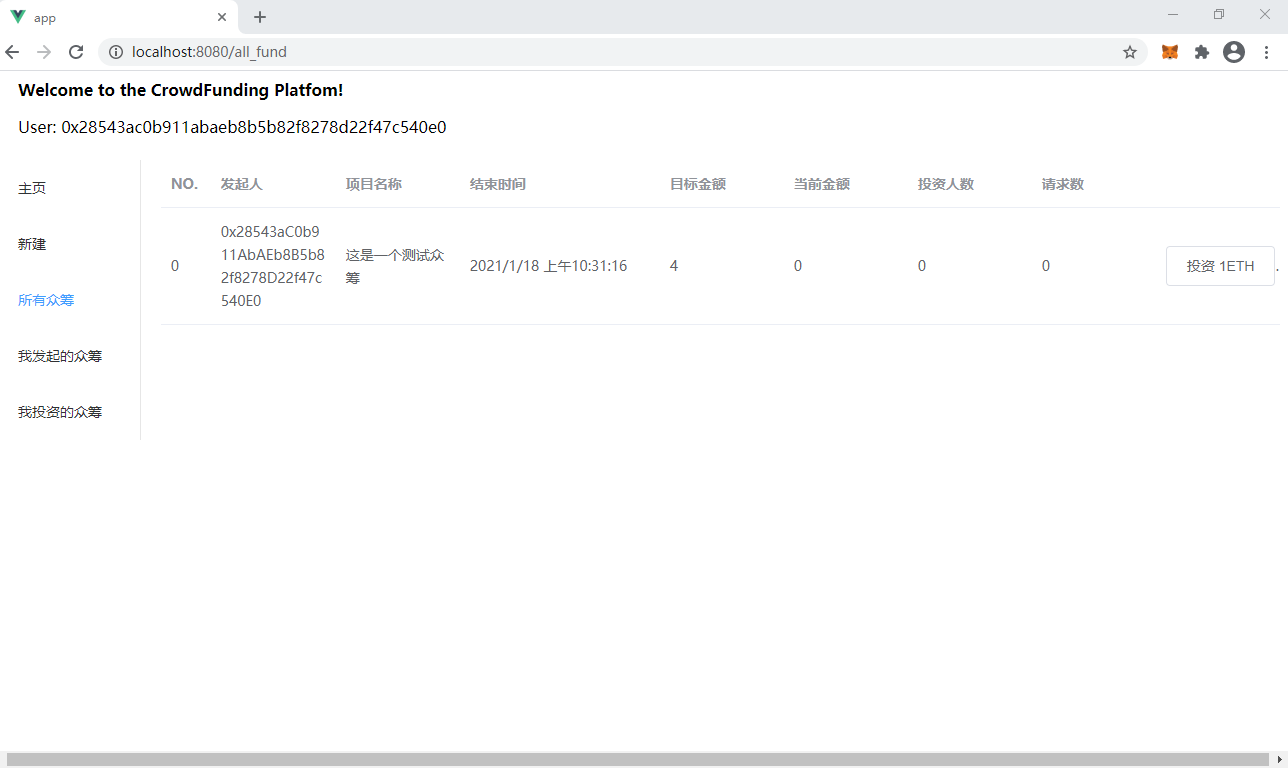 app
localhost:8080/all_fund
Welcome to the CrowdFunding Platfom!
User: 0x28543ac0b911abaeb8b5b82f8278d22f47c540e0
主页
新建
所有众筹
我发起的众筹
我投资的众筹
NO. 发起人 项目名称 结束时间 目标金额 当前金额 投资人数 请求数
0 0x28543aC0b9
11AbAEb8B5b8
2f8278D22f47c
540E0
这是一个测试众
筹
2021/1/18 上午10:31:16 4 0 0 0 投资 1ETH .